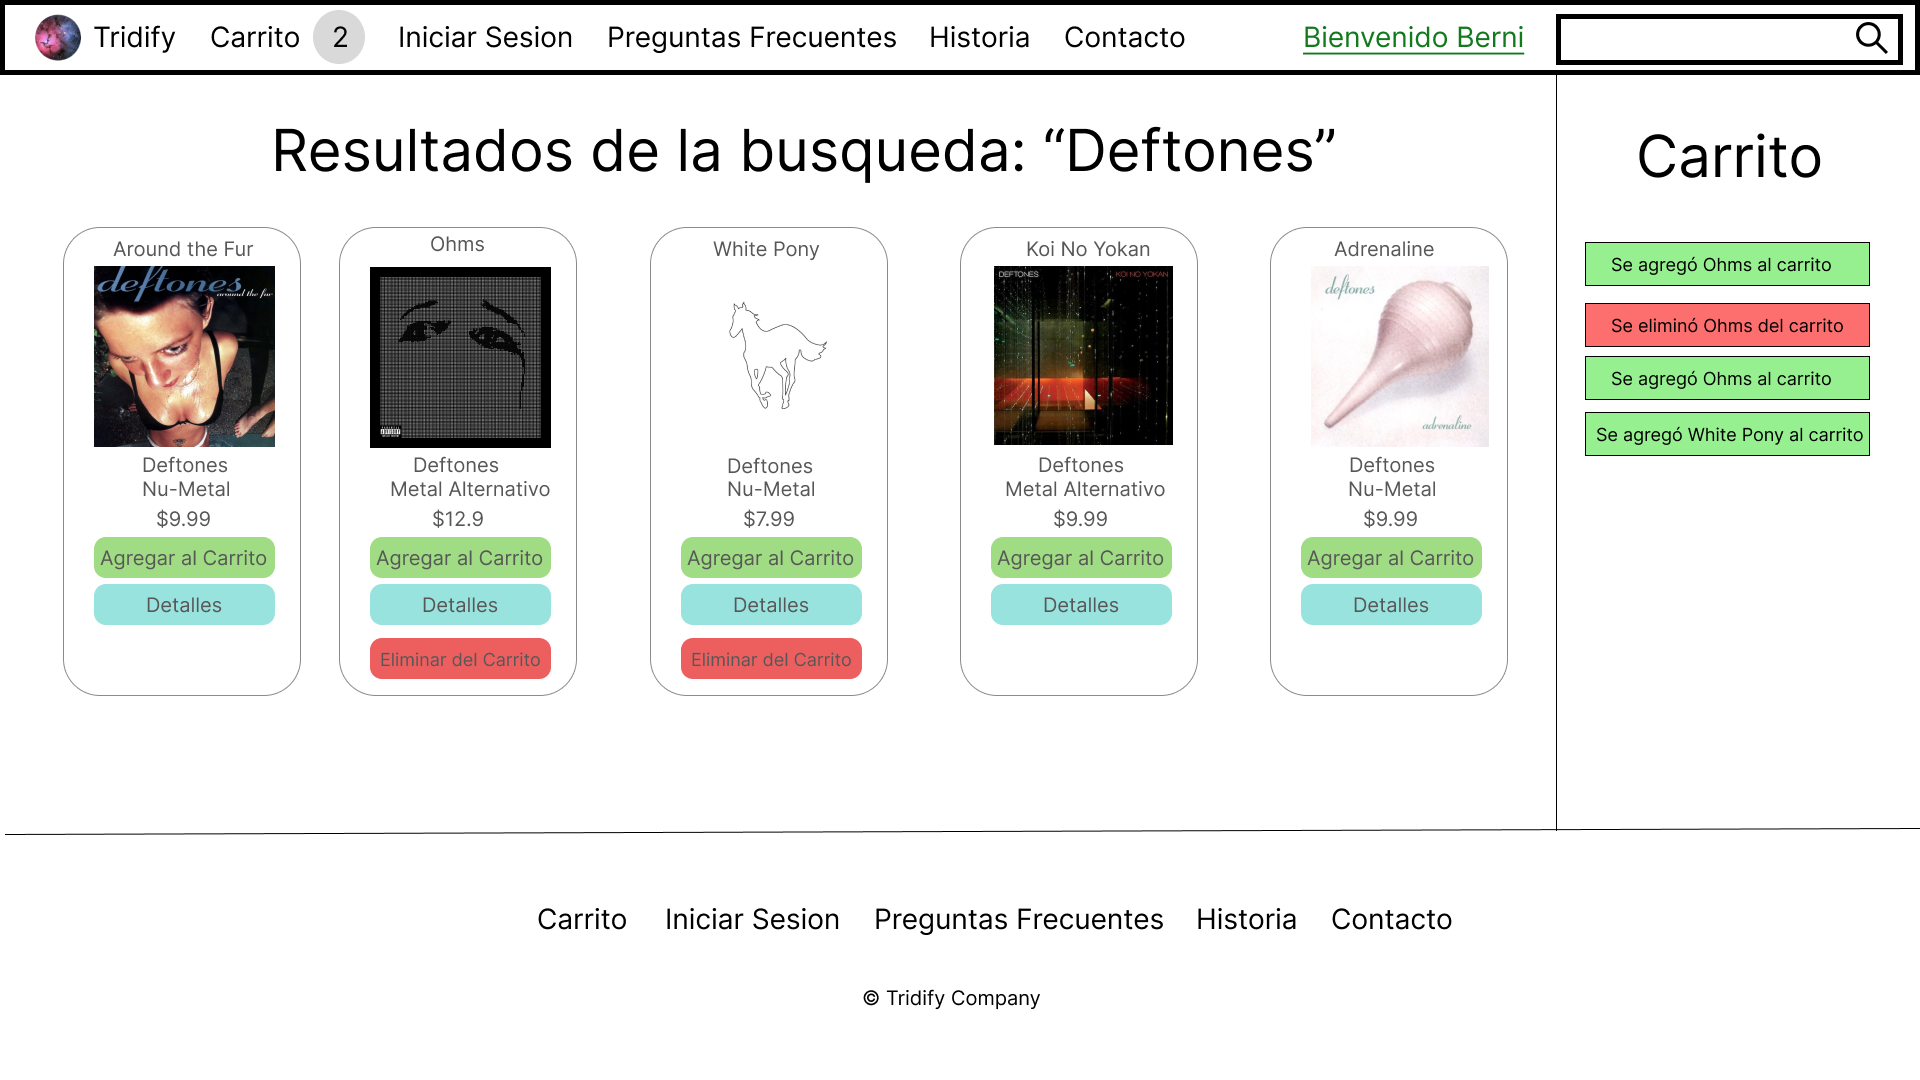 Tridify Carrito 2 Iniciar Sesion Preguntas Frecuentes Historia Contacto Bienvenido Berni
Resultados de la busqueda: “Deftones”
Around the Fur
deftones
around the fur
Deftones
Nu-Metal
$9.99
Agregar al Carrito
Detalles
Ohms
Deftones
Metal Alternativo
$12.9
Agregar al Carrito
Detalles
Eliminar del Carrito
White Pony
Deftones
Nu-Metal
$7.99
Agregar al Carrito
Detalles
Eliminar del Carrito
Koi No Yokan
DEFTONES KOI NO YOKAN
Deftones
Metal Alternativo
$9.99
Agregar al Carrito
Detalles
Adrenaline
deftones
adrenaline
Deftones
Nu-Metal
$9.99
Agregar al Carrito
Detalles
Carrito
Se agregó Ohms al carrito
Se eliminó Ohms del carrito
Se agregó Ohms al carrito
Se agregó White Pony al carrito
Carrito Iniciar Sesion Preguntas Frecuentes Historia Contacto
© Tridify Company